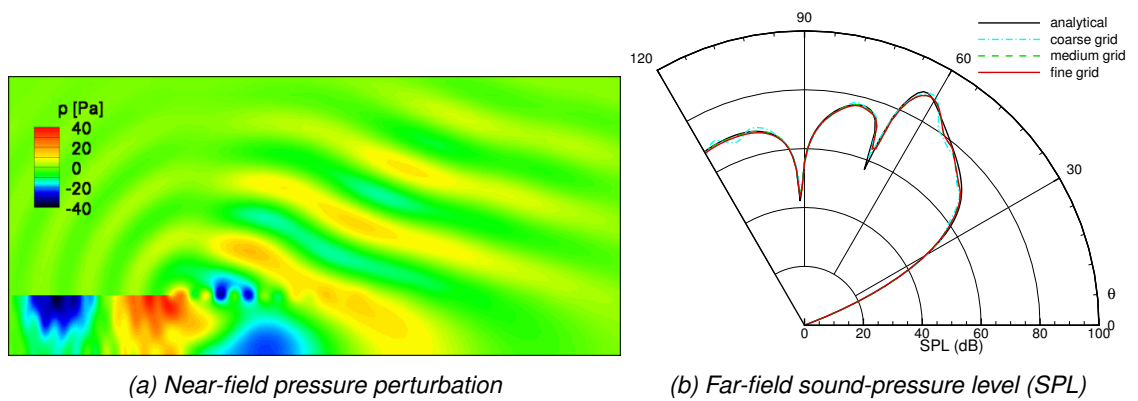 p [Pa]
40
20
0
-20
-40
(a) Near-field pressure perturbation
analytical
coarse grid
medium grid
fine grid
120
90
60
30
θ
0
0 20 40 60 80 100
SPL (dB)
(b) Far-field sound-pressure level (SPL)